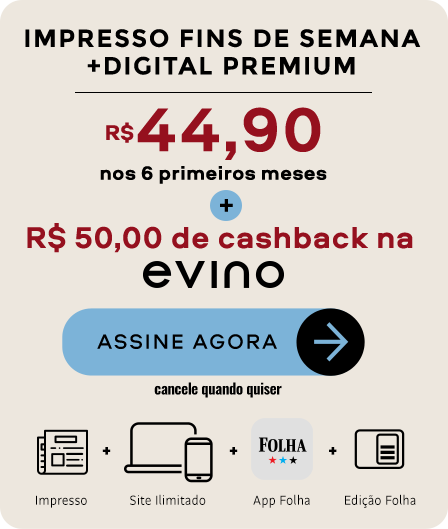 IMPRESSO FINS DE SEMANA
+DIGITAL PREMIUM
R$44,90
nos 6 primeiros meses
+
R$ 50,00 de cashback na
evino
ASSINE AGORA
cancele quando quiser
+ + FOLHA +
Impresso Site Ilimitado App Folha Edição Folha